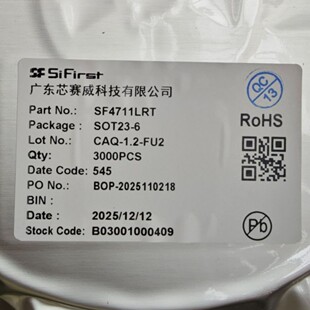 SF SiFirst
广东芯赛威科技有限公司
Part No.: SF4711LRT
Package : SOT23-6
Lot No.: CAQ-1.2-FU2
Qty: 3000PCS
Date Code: 545
PO No.: BOP-2025110218
BIN :
Date : 2025/12/12
Stock Code: B03001000409
QC
13
RoHS
Pb